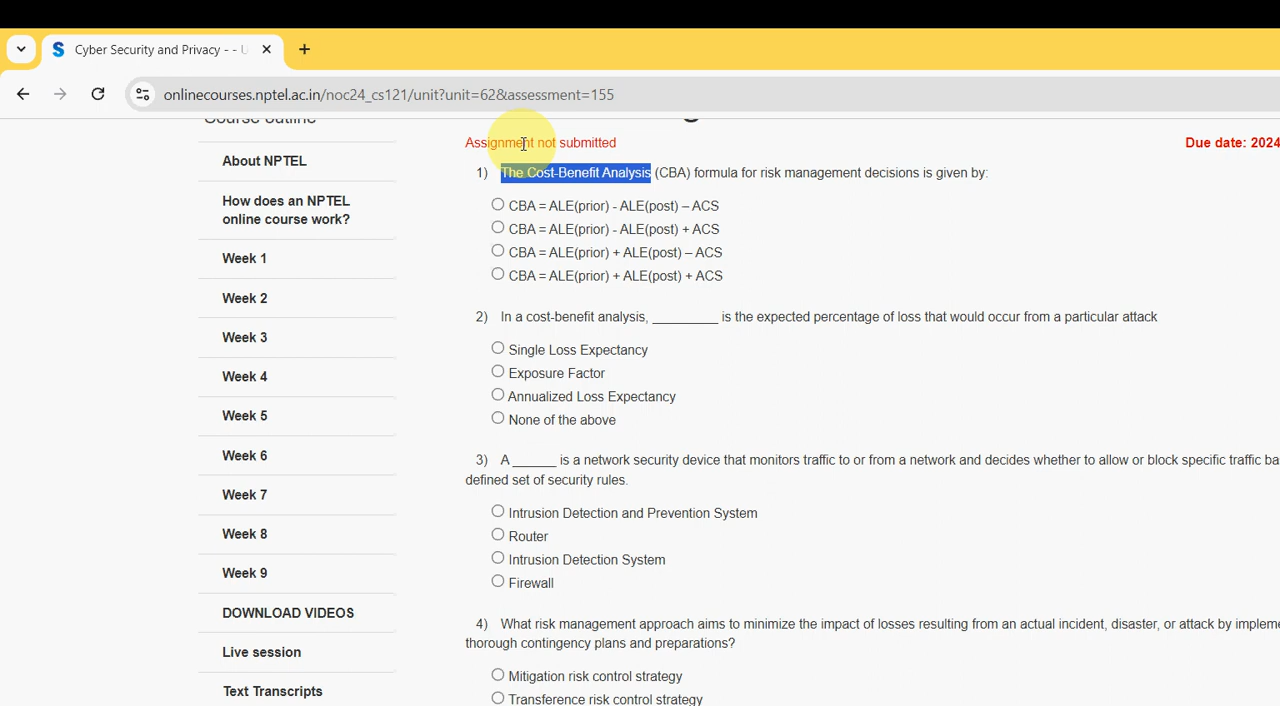 Cyber Security and Privacy - -
onlinecourses.nptel.ac.in/noc24_cs121/unit?unit=62&assessment=155
Course outline
About NPTEL
How does an NPTEL
online course work?
Week 1
Week 2
Week 3
Week 4
Week 5
Week 6
Week 7
Week 8
Week 9
DOWNLOAD VIDEOS
Live session
Text Transcripts
Assignment not submitted
Due date: 2024
1) The Cost-Benefit Analysis (CBA) formula for risk management decisions is given by:
CBA = ALE(prior) - ALE(post) – ACS
CBA = ALE(prior) - ALE(post) + ACS
CBA = ALE(prior) + ALE(post) – ACS
CBA = ALE(prior) + ALE(post) + ACS
2) In a cost-benefit analysis, _________ is the expected percentage of loss that would occur from a particular attack
Single Loss Expectancy
Exposure Factor
Annualized Loss Expectancy
None of the above
3) A ______ is a network security device that monitors traffic to or from a network and decides whether to allow or block specific traffic ba
defined set of security rules.
Intrusion Detection and Prevention System
Router
Intrusion Detection System
Firewall
4) What risk management approach aims to minimize the impact of losses resulting from an actual incident, disaster, or attack by impleme
thorough contingency plans and preparations?
Mitigation risk control strategy
Transference risk control strategy